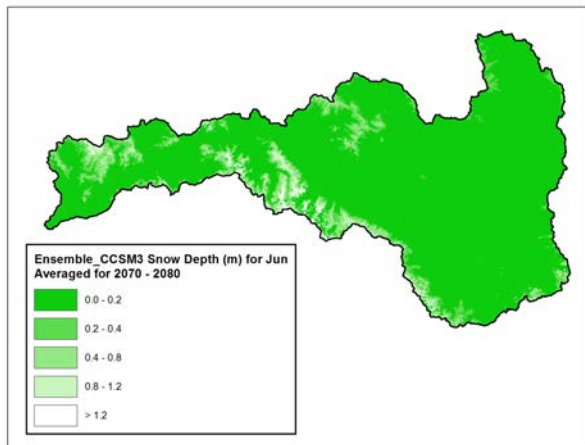 Ensemble_CCSM3 Snow Depth (m) for Jun
Averaged for 2070 - 2080
0.0 - 0.2
0.2 - 0.4
0.4 - 0.8
0.8 - 1.2
> 1.2